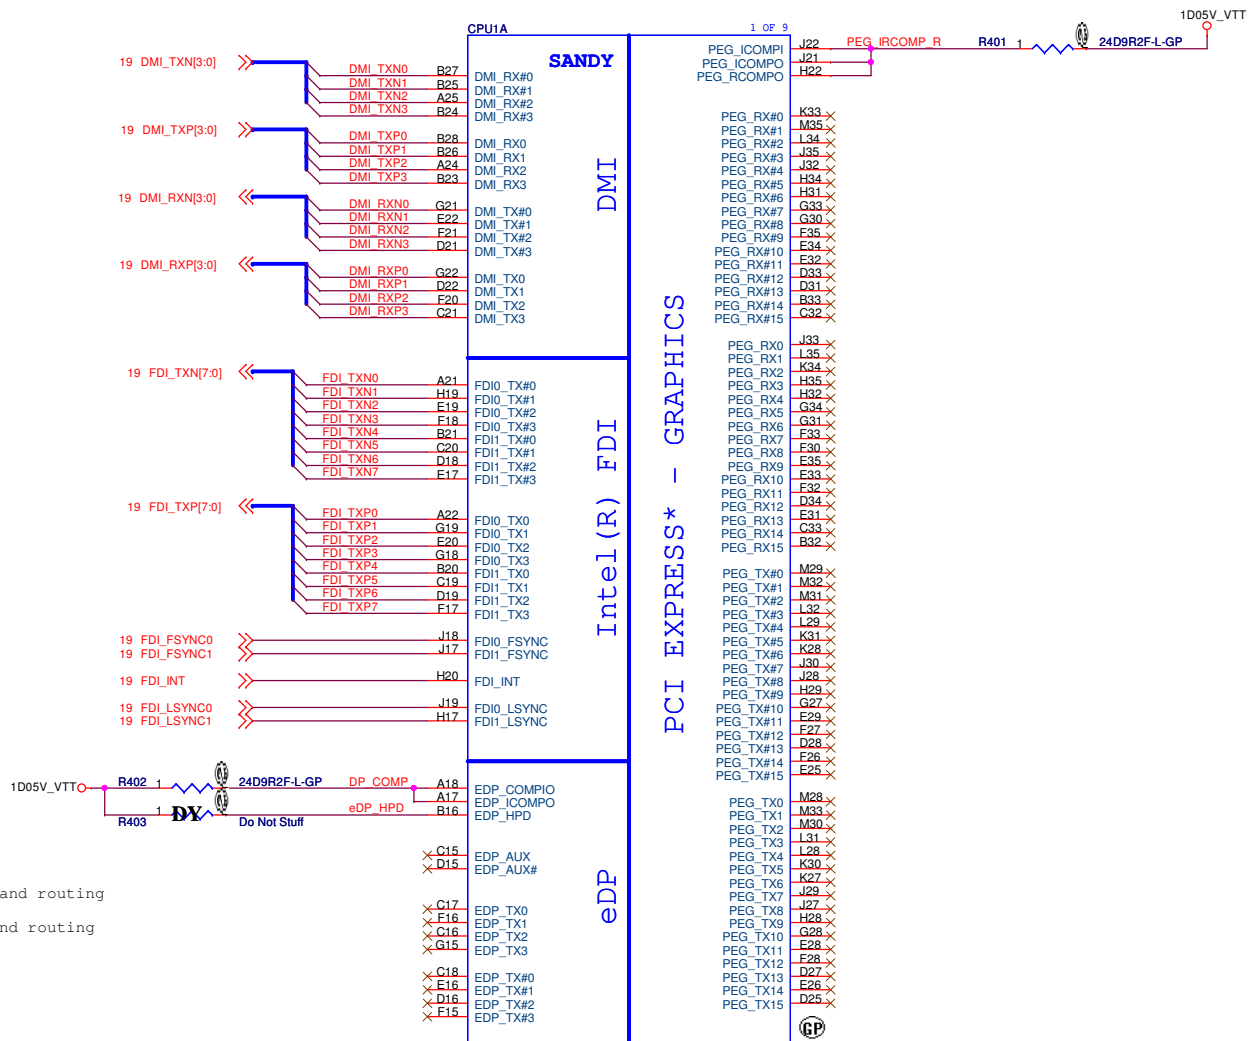 CPU1A
1 OF 9
1D05V_VTT
SANDY
19 DMI_TXN[3:0]
DMI_TXN0 B27 DMI_RX#0
DMI_TXN1 B25 DMI_RX#1
DMI_TXN2 A25 DMI_RX#2
DMI_TXN3 B24 DMI_RX#3
19 DMI_TXP[3:0]
DMI_TXP0 B28 DMI_RX0
DMI_TXP1 B26 DMI_RX1
DMI_TXP2 A24 DMI_RX2
DMI_TXP3 B23 DMI_RX3
19 DMI_RXN[3:0]
DMI_RXN0 G21 DMI_TX#0
DMI_RXN1 E22 DMI_TX#1
DMI_RXN2 F21 DMI_TX#2
DMI_RXN3 D21 DMI_TX#3
19 DMI_RXP[3:0]
DMI_RXP0 G22 DMI_TX0
DMI_RXP1 D22 DMI_TX1
DMI_RXP2 F20 DMI_TX2
DMI_RXP3 C21 DMI_TX3
DMI
19 FDI_TXN[7:0]
FDI_TXN0 A21 FDI0_TX#0
FDI_TXN1 H19 FDI0_TX#1
FDI_TXN2 E19 FDI0_TX#2
FDI_TXN3 F18 FDI0_TX#3
FDI_TXN4 B21 FDI1_TX#0
FDI_TXN5 C20 FDI1_TX#1
FDI_TXN6 D18 FDI1_TX#2
FDI_TXN7 E17 FDI1_TX#3
19 FDI_TXP[7:0]
FDI_TXP0 A22 FDI0_TX0
FDI_TXP1 G19 FDI0_TX1
FDI_TXP2 E20 FDI0_TX2
FDI_TXP3 G18 FDI0_TX3
FDI_TXP4 B20 FDI1_TX0
FDI_TXP5 C19 FDI1_TX1
FDI_TXP6 D19 FDI1_TX2
FDI_TXP7 F17 FDI1_TX3
19 FDI_FSYNC0 J18 FDI0_FSYNC
19 FDI_FSYNC1 J17 FDI1_FSYNC
19 FDI_INT H20 FDI_INT
19 FDI_LSYNC0 J19 FDI0_LSYNC
19 FDI_LSYNC1 H17 FDI1_LSYNC
Intel(R) FDI
1D05V_VTT R402 1 24D9R2F-L-GP DP_COMP A18 EDP_COMPIO
A17 EDP_ICOMPO
R403 1 DY Do Not Stuff eDP_HPD B16 EDP_HPD
C15 EDP_AUX
D15 EDP_AUX#
C17 EDP_TX0
F16 EDP_TX1
C16 EDP_TX2
G15 EDP_TX3
C18 EDP_TX#0
E16 EDP_TX#1
D16 EDP_TX#2
F15 EDP_TX#3
eDP
and routing
nd routing
PCI EXPRESS* - GRAPHICS
PEG_ICOMPI J22 PEG_IRCOMP_R R401 1 24D9R2F-L-GP
PEG_ICOMPO J21
PEG_RCOMPO H22
PEG_RX#0 K33
PEG_RX#1 M35
PEG_RX#2 L34
PEG_RX#3 J35
PEG_RX#4 J32
PEG_RX#5 H34
PEG_RX#6 H31
PEG_RX#7 G33
PEG_RX#8 G30
PEG_RX#9 F35
PEG_RX#10 E34
PEG_RX#11 E32
PEG_RX#12 D33
PEG_RX#13 D31
PEG_RX#14 B33
PEG_RX#15 C32
PEG_RX0 J33
PEG_RX1 L35
PEG_RX2 K34
PEG_RX3 H35
PEG_RX4 H32
PEG_RX5 G34
PEG_RX6 G31
PEG_RX7 F33
PEG_RX8 F30
PEG_RX9 E35
PEG_RX10 E33
PEG_RX11 F32
PEG_RX12 D34
PEG_RX13 E31
PEG_RX14 C33
PEG_RX15 B32
PEG_TX#0 M29
PEG_TX#1 M32
PEG_TX#2 M31
PEG_TX#3 L32
PEG_TX#4 L29
PEG_TX#5 K31
PEG_TX#6 K28
PEG_TX#7 J30
PEG_TX#8 J28
PEG_TX#9 H29
PEG_TX#10 G27
PEG_TX#11 E29
PEG_TX#12 F27
PEG_TX#13 D28
PEG_TX#14 F26
PEG_TX#15 E25
PEG_TX0 M28
PEG_TX1 M33
PEG_TX2 M30
PEG_TX3 L31
PEG_TX4 L28
PEG_TX5 K30
PEG_TX6 K27
PEG_TX7 J29
PEG_TX8 J27
PEG_TX9 H28
PEG_TX10 G28
PEG_TX11 E28
PEG_TX12 F28
PEG_TX13 D27
PEG_TX14 E26
PEG_TX15 D25
GP